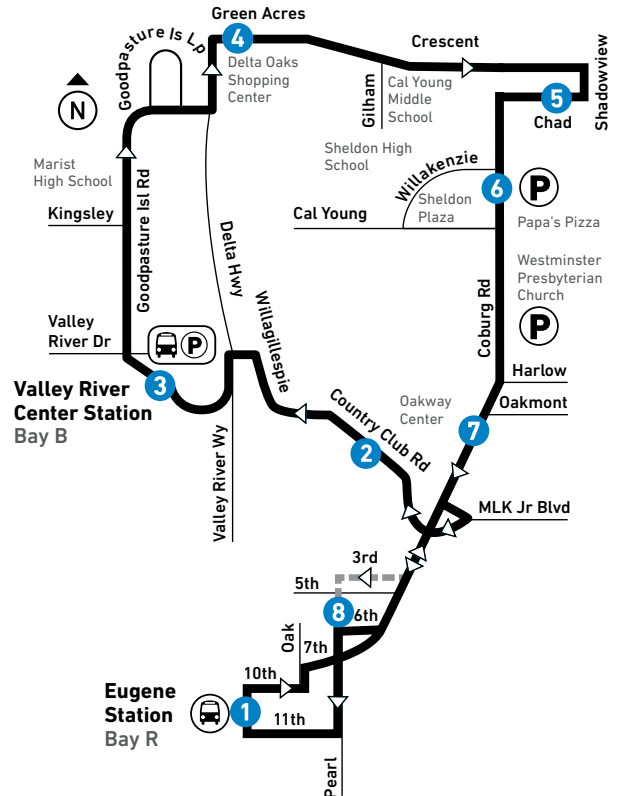 Green Acres
4
Delta Oaks
Shopping
Center
Goodpasture Is Lp
N
Crescent
Gilham
Cal Young
Middle
School
Shadowview
5
Chad
Sheldon High
School
Willakenzie
6
P
Sheldon
Plaza
Papa's Pizza
Cal Young
Marist
High School
Kingsley
Goodpasture Isl Rd
Delta Hwy
Willagillespie
Westminster
Presbyterian
Church
P
Coburg Rd
Valley
River Dr
P
3
Valley River
Center Station
Bay B
Harlow
Oakmont
Oakway
Center
7
Country Club Rd
2
Valley River Wy
MLK Jr Blvd
3rd
5th
8
6th
Oak
7th
10th
Eugene
Station
Bay R
1
11th
Pearl